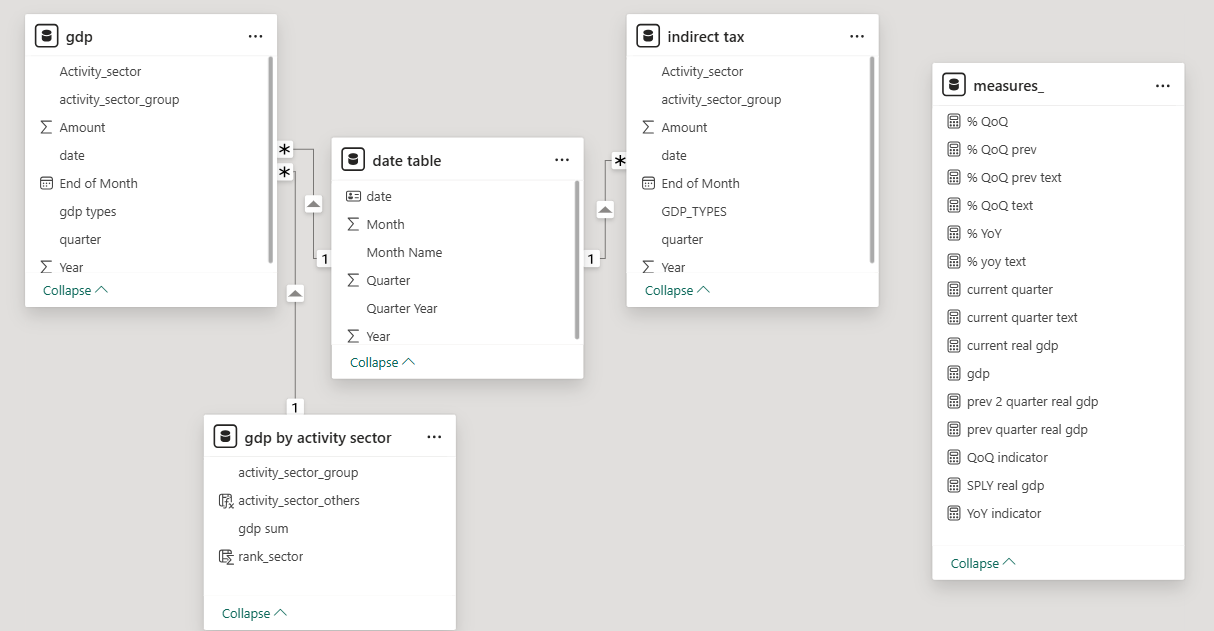 gdp
...
Activity_sector
activity_sector_group
Amount
date
End of Month
gdp types
quarter
Year
Collapse
*
*
1
1
date table
...
date
Month
Month Name
Quarter
Quarter Year
Year
Collapse
1
*
indirect tax
...
Activity_sector
activity_sector_group
Amount
date
End of Month
GDP_TYPES
quarter
Year
Collapse
gdp by activity sector
...
activity_sector_group
activity_sector_others
gdp sum
rank_sector
Collapse
measures_
...
% QoQ
% QoQ prev
% QoQ prev text
% QoQ text
% YoY
% yoy text
current quarter
current quarter text
current real gdp
gdp
prev 2 quarter real gdp
prev quarter real gdp
QoQ indicator
SPLY real gdp
YoY indicator
Collapse